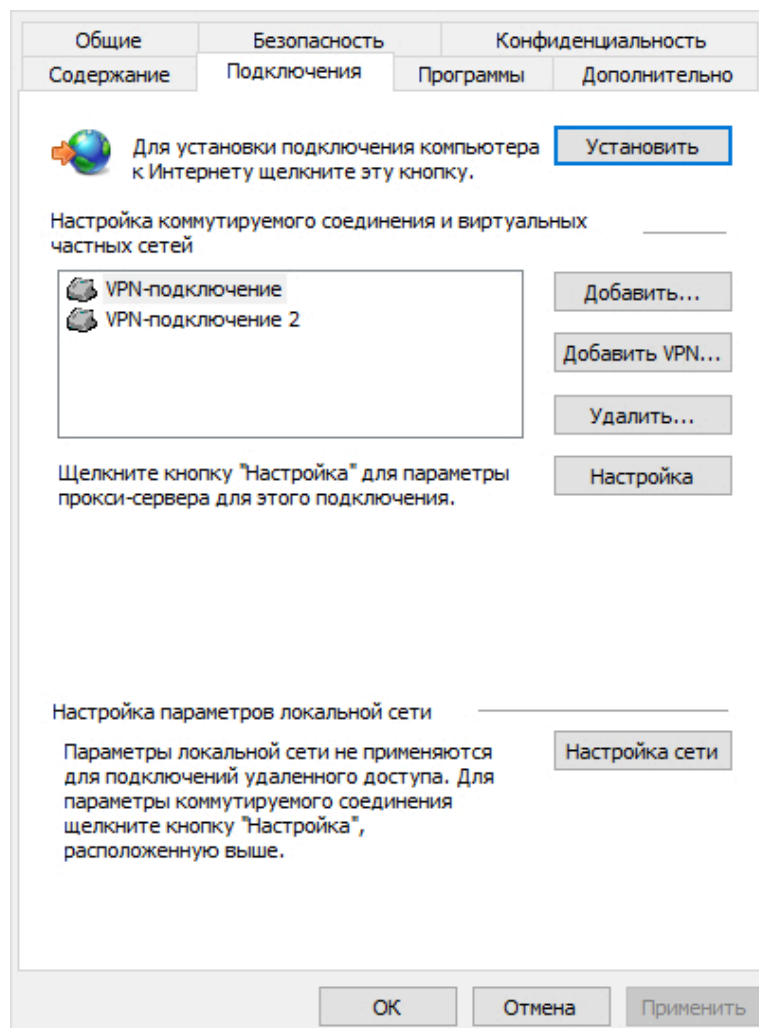 Общие Безопасность Конфиденциальность
Содержание Подключения Программы Дополнительно
Для установки подключения компьютера
к Интернету щелкните эту кнопку.
Установить
Настройка коммутируемого соединения и виртуальных
частных сетей
VPN-подключение
VPN-подключение 2
Добавить...
Добавить VPN...
Удалить...
Щелкните кнопку "Настройка" для параметры
прокси-сервера для этого подключения.
Настройка
Настройка параметров локальной сети
Параметры локальной сети не применяются
для подключений удаленного доступа. Для
параметры коммутируемого соединения
щелкните кнопку "Настройка",
расположенную выше.
Настройка сети
ОК Отмена Применить